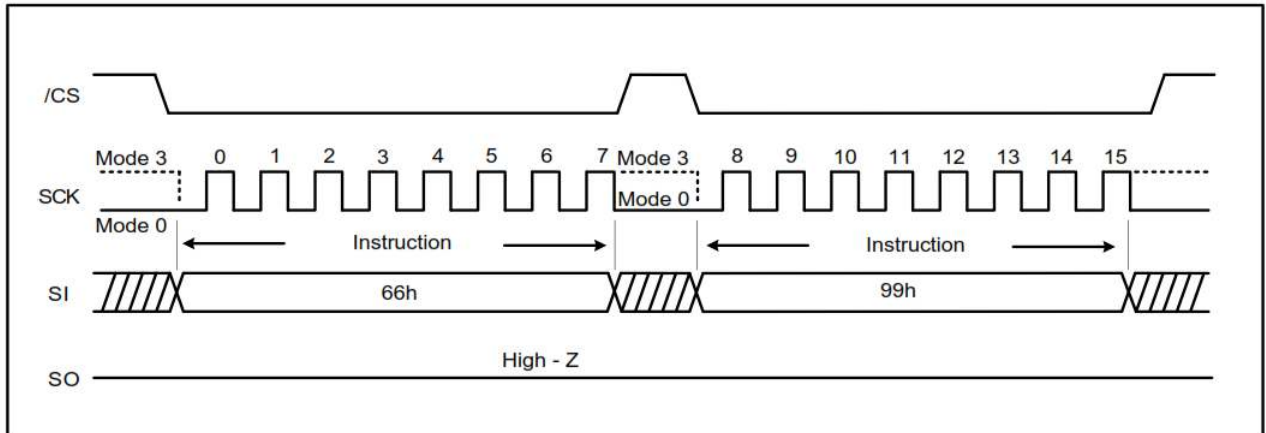 /CS
Mode 3 0 1 2 3 4 5 6 7 Mode 3 8 9 10 11 12 13 14 15
SCK
Mode 0
Mode 0
Instruction Instruction
SI 66h 99h
High - Z
SO